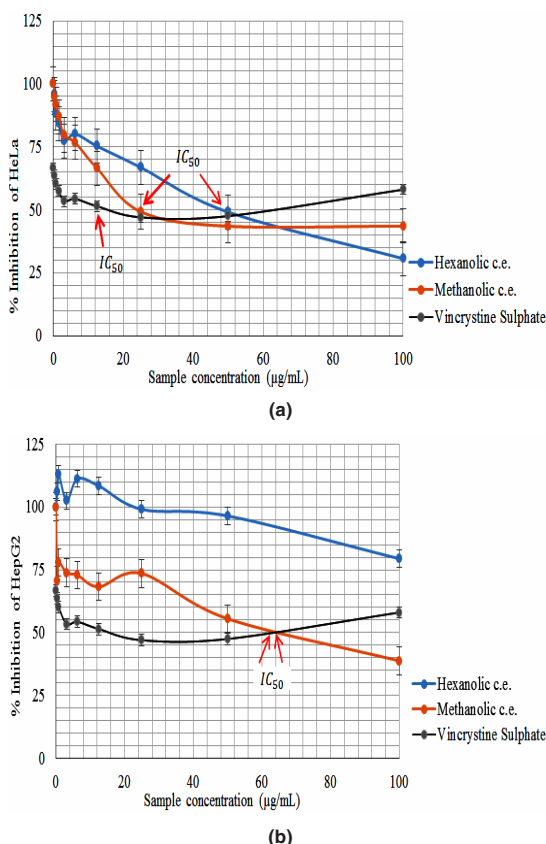 125
100
75
50
25
0
% Inhibition of HeLa
IC50
IC50
0 20 40 60 80 100
Sample concentration (µg/mL)
Hexanolic c.e.
Methanolic c.e.
Vincrystine Sulphate
(a)
125
100
75
50
25
0
% Inhibition of HepG2
IC50
0 20 40 60 80 100
Sample concentration (µg/mL)
Hexanolic c.e.
Methanolic c.e.
Vincrystine Sulphate
(b)